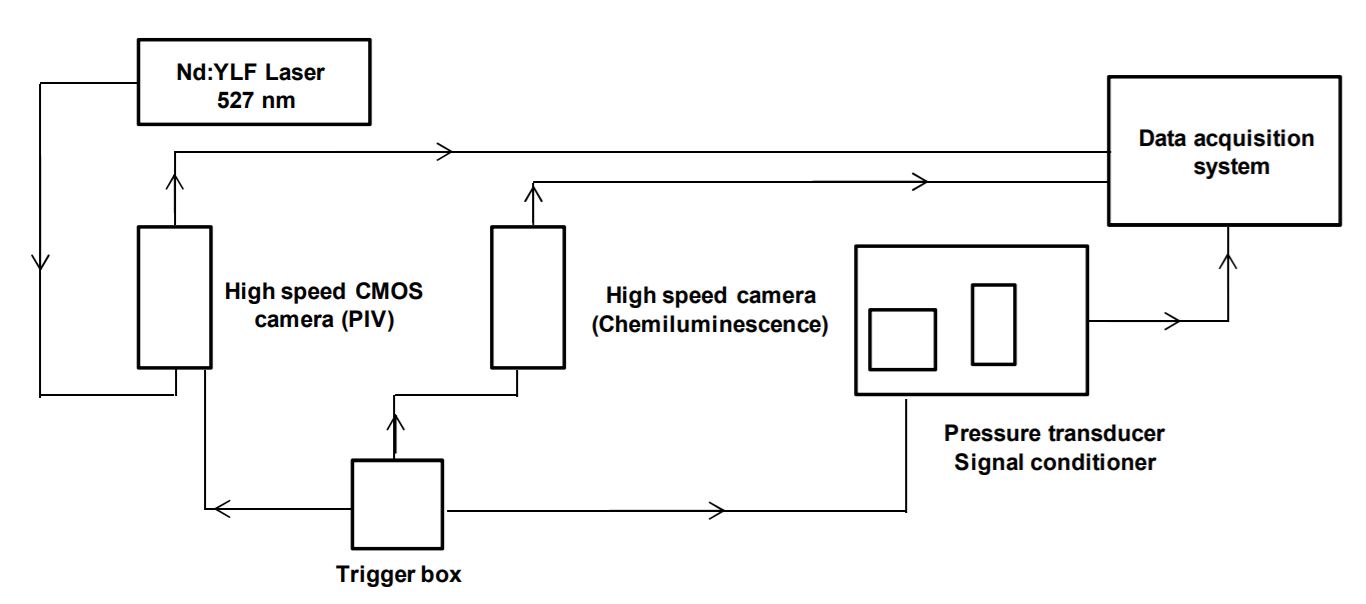 Nd:YLF Laser
527 nm
Data acquisition
system
High speed CMOS
camera (PIV)
High speed camera
(Chemiluminescence)
Pressure transducer
Signal conditioner
Trigger box